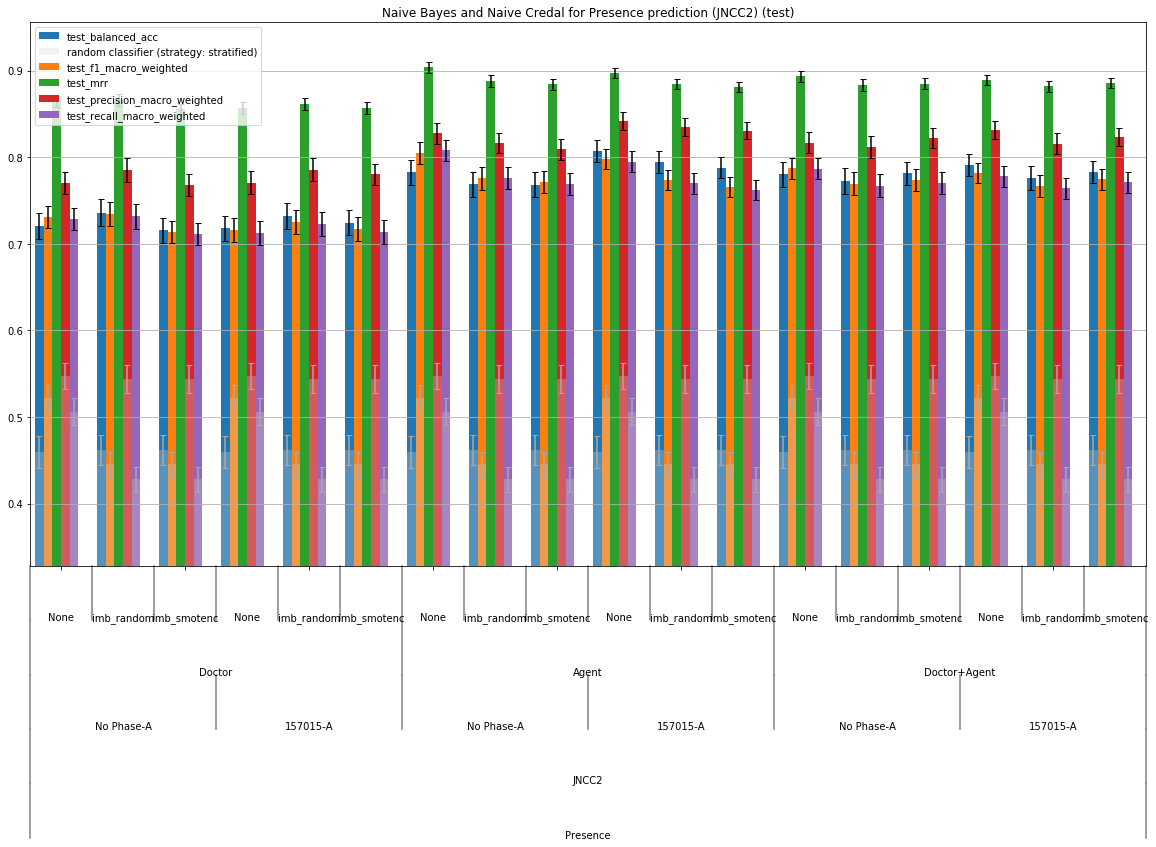 Naive Bayes and Naive Credal for Presence prediction (JNCC2) (test)
test_balanced_acc
random classifier (strategy: stratified)
test_f1_macro_weighted
test_mrr
test_precision_macro_weighted
test_recall_macro_weighted
0.9
0.8
0.7
0.6
0.5
0.4
None imb_random imb_smotenc None imb_random imb_smotenc None imb_random imb_smotenc None imb_random imb_smotenc None imb_random imb_smotenc None imb_random imb_smotenc
Doctor Agent Doctor+Agent
No Phase-A 157015-A No Phase-A 157015-A No Phase-A 157015-A
JNCC2
Presence